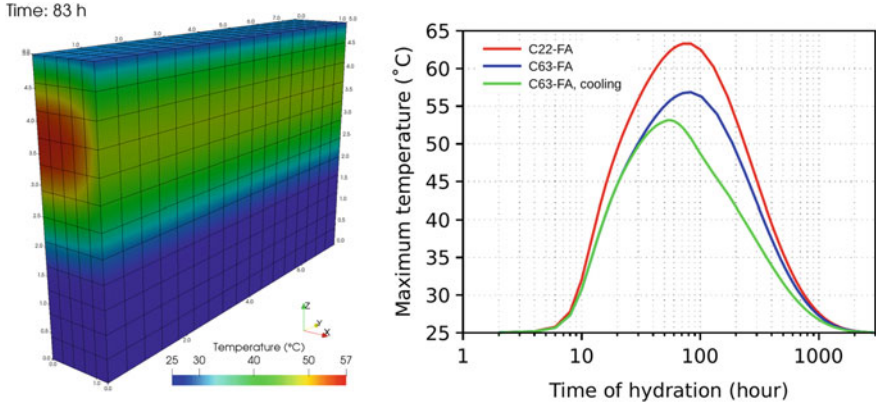 Time: 83 h
Temperature (°C)
25 30 40 50 57
Z
Y
X
Maximum temperature (°C)
65
60
55
50
45
40
35
30
25
C22-FA
C63-FA
C63-FA, cooling
1 10 100 1000
Time of hydration (hour)